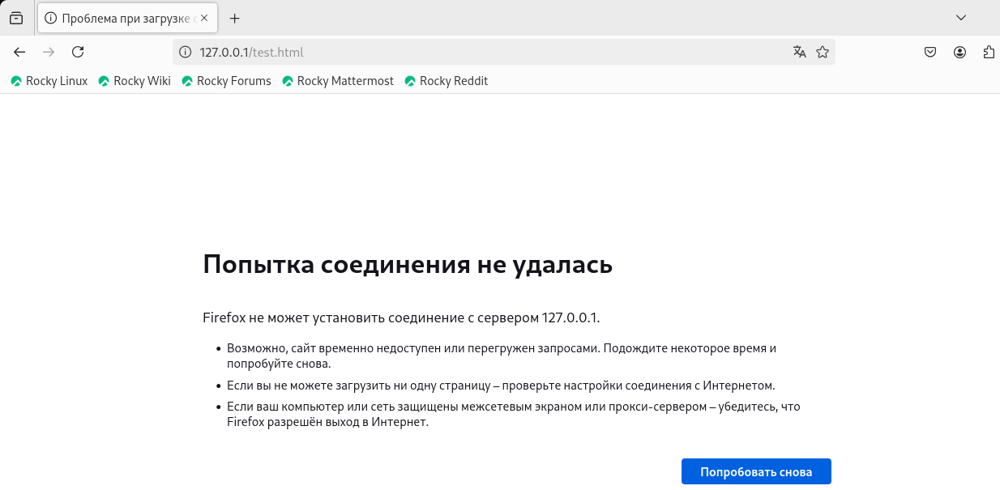 Проблема при загрузке
127.0.0.1/test.html
Rocky Linux Rocky Wiki Rocky Forums Rocky Mattermost Rocky Reddit
Попытка соединения не удалась
Firefox не может установить соединение с сервером 127.0.0.1.
• Возможно, сайт временно недоступен или перегружен запросами. Подождите некоторое время и
попробуйте снова.
• Если вы не можете загрузить ни одну страницу – проверьте настройки соединения с Интернетом.
• Если ваш компьютер или сеть защищены межсетевым экраном или прокси-сервером – убедитесь, что
Firefox разрешён выход в Интернет.
Попробовать снова